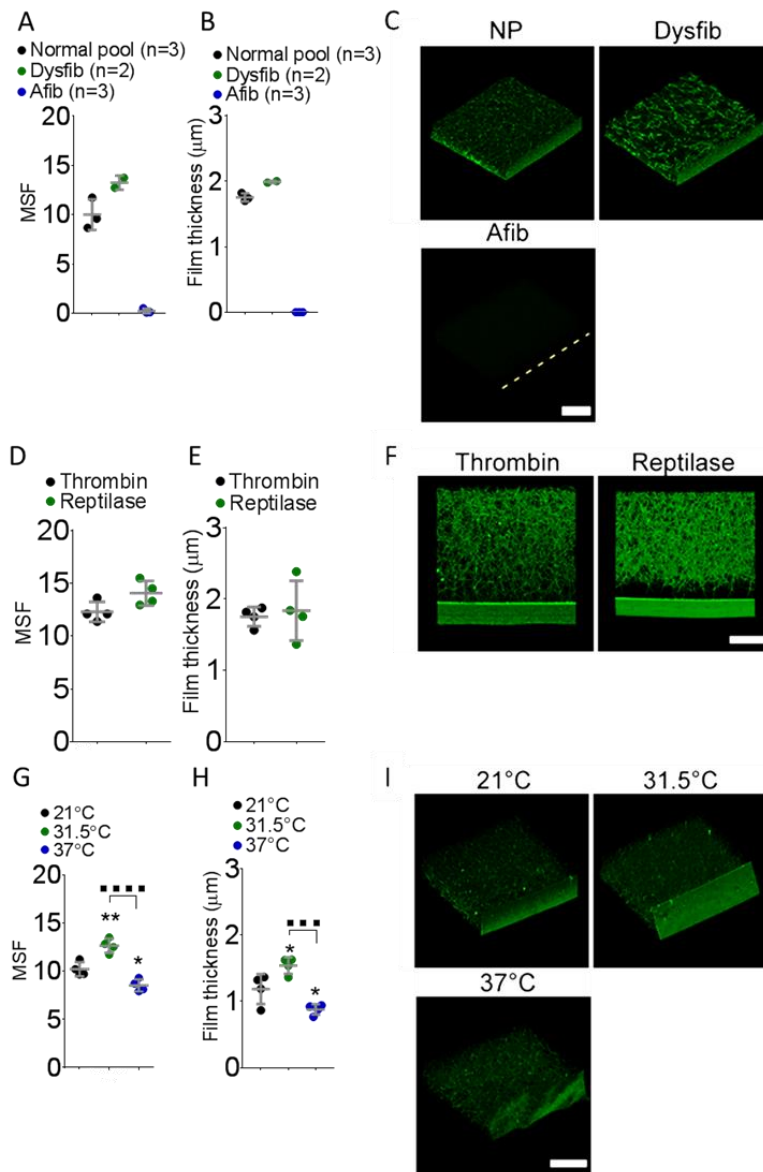 A
Normal pool (n=3)
Dysfib (n=2)
Afib (n=3)
20
15
10
5
0
MSF
B
Normal pool (n=3)
Dysfib (n=2)
Afib (n=3)
3
2
1
0
Film thickness (μm)
C
NP
Dysfib
Afib
D
Thrombin
Reptilase
20
15
10
5
0
MSF
E
Thrombin
Reptilase
3
2
1
0
Film thickness (μm)
F
Thrombin
Reptilase
G
21°C
31.5°C
37°C
20
15
10
5
0
MSF
**
*
H
21°C
31.5°C
37°C
3
2
1
0
Film thickness (μm)
*
*
I
21°C
31.5°C
37°C